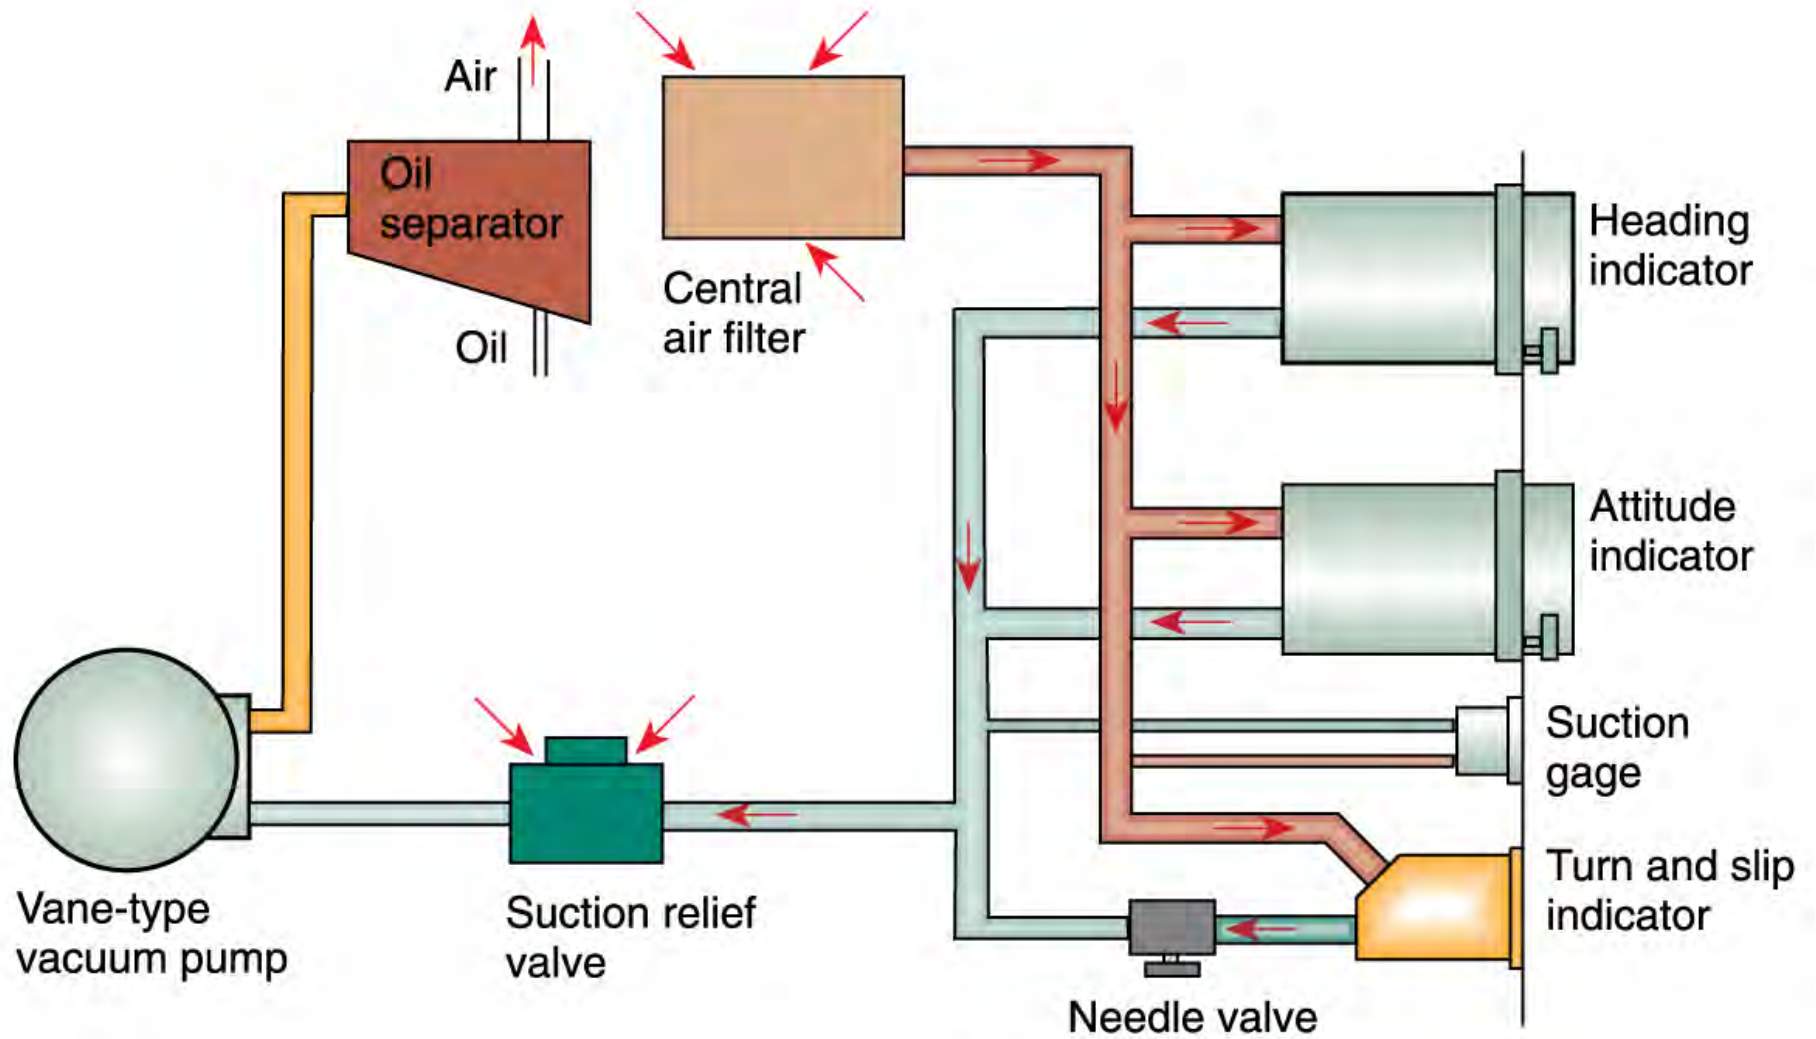 Air
Oil
separator
Oil
Central
air filter
Heading
indicator
Attitude
indicator
Suction
gage
Turn and slip
indicator
Vane-type
vacuum pump
Suction relief
valve
Needle valve